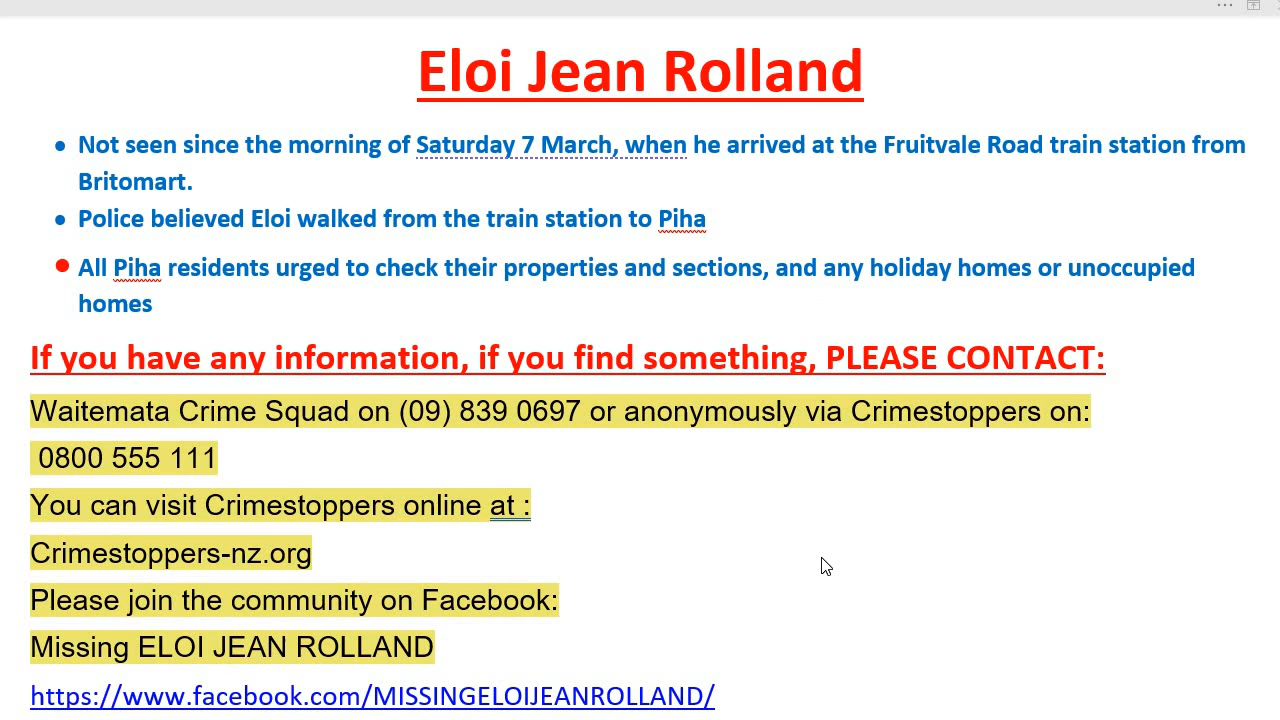 Eloi Jean Rolland
• Not seen since the morning of Saturday 7 March, when he arrived at the Fruitvale Road train station from
Britomart.
• Police believed Eloi walked from the train station to Piha
• All Piha residents urged to check their properties and sections, and any holiday homes or unoccupied
homes
If you have any information, if you find something, PLEASE CONTACT:
Waitemata Crime Squad on (09) 839 0697 or anonymously via Crimestoppers on:
0800 555 111
You can visit Crimestoppers online at :
Crimestoppers-nz.org
Please join the community on Facebook:
Missing ELOI JEAN ROLLAND
https://www.facebook.com/MISSINGELOIJEANROLLAND/